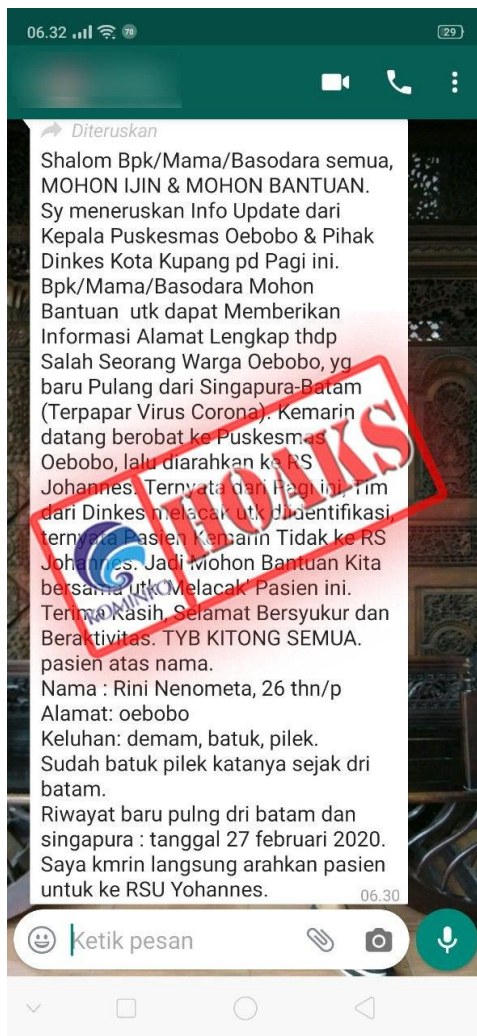 06.32
70
29
Diteruskan
Shalom Bpk/Mama/Basodara semua,
MOHON IJIN & MOHON BANTUAN.
Sy meneruskan Info Update dari
Kepala Puskesmas Oebobo & Pihak
Dinkes Kota Kupang pd Pagi ini.
Bpk/Mama/Basodara Mohon
Bantuan utk dapat Memberikan
Informasi Alamat Lengkap thdp
Salah Seorang Warga Oebobo, yg
baru Pulang dari Singapura-Batam
(Terpapar Virus Corona). Kemarin
datang berobat ke Puskesmas
Oebobo, lalu diarahkan ke RS
Johannes. Ternyata dari Pagi ini, Tim
dari Dinkes melacak utk diidentifikasi,
ternyata Pasien Kemarin Tidak ke RS
Johannes. Jadi Mohon Bantuan Kita
bersama utk 'Melacak' Pasien ini.
Terima Kasih, Selamat Bersyukur dan
Beraktivitas. TYB KITONG SEMUA.
pasien atas nama.
Nama : Rini Nenometa, 26 thn/p
Alamat: oebobo
Keluhan: demam, batuk, pilek.
Sudah batuk pilek katanya sejak dri
batam.
Riwayat baru pulng dri batam dan
singapura : tanggal 27 februari 2020.
Saya kmrin langsung arahkan pasien
untuk ke RSU Yohannes.
06.30
HOAKS
KOMINFO
Ketik pesan